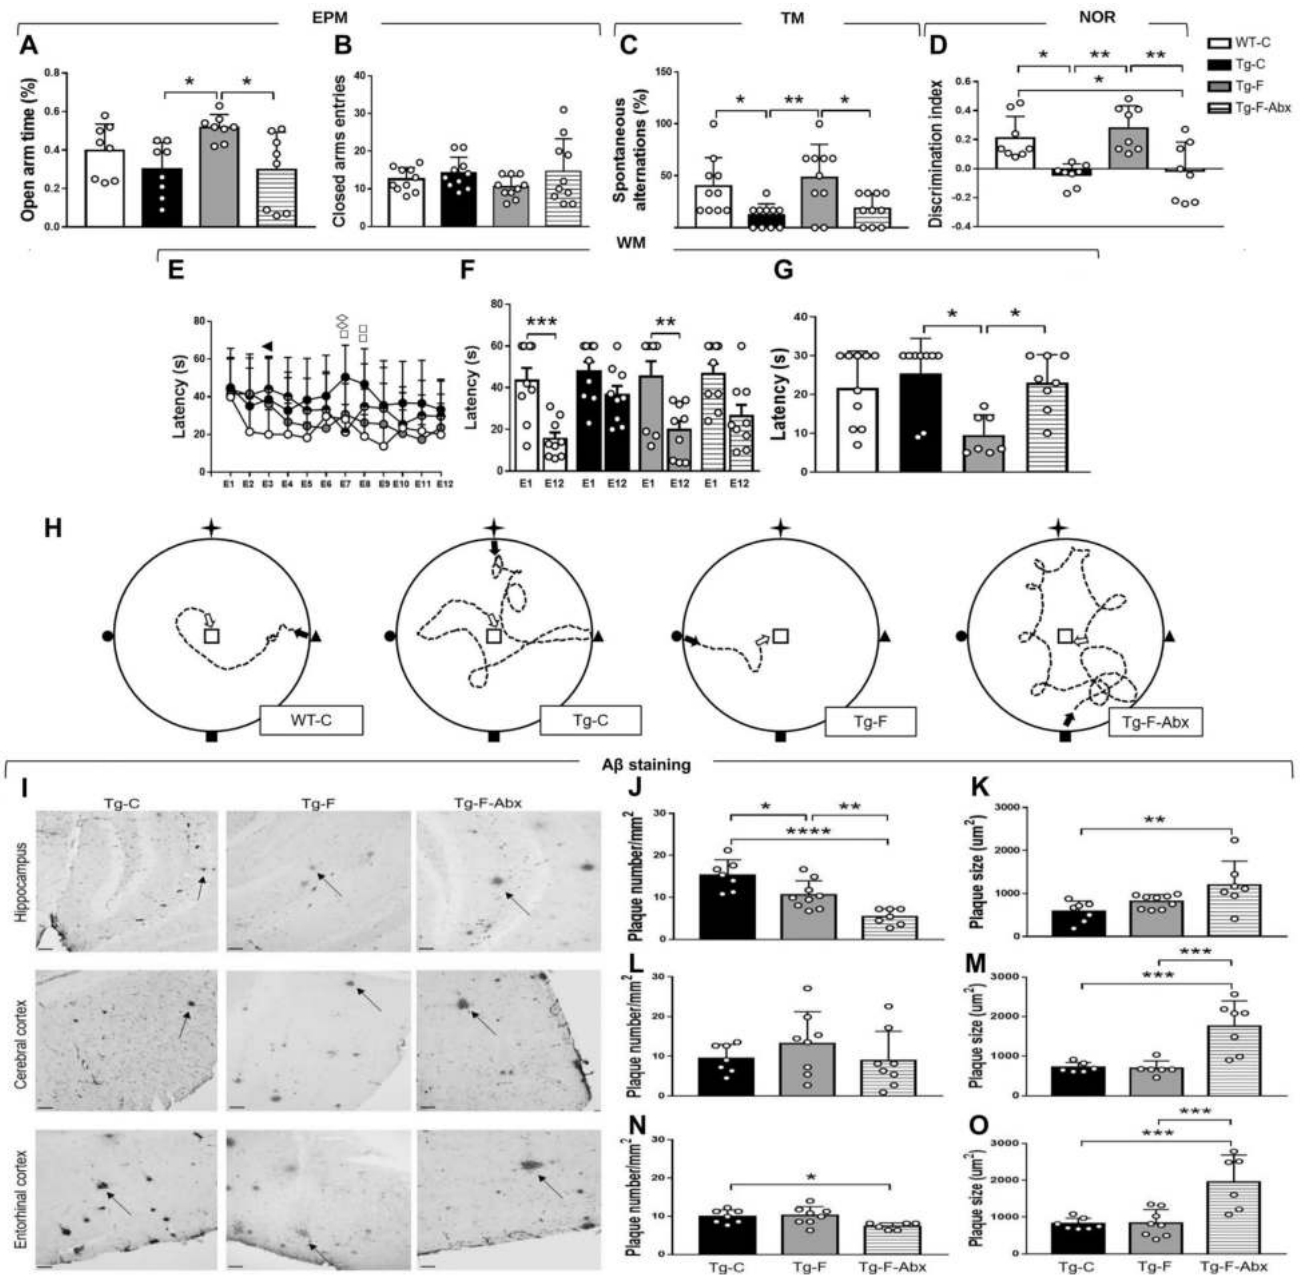 EPM
TM
NOR
A
B
C
D
WT-C
Tg-C
Tg-F
Tg-F-Abx
Open arm time (%)
0.8
0.6
0.4
0.2
0.0
* *
Closed arms entries
40
30
20
10
0
Spontaneous
alternations (%)
150
100
50
0
* ** *
Discrimination index
0.6
0.4
0.2
0.0
-0.2
-0.4
* ** **
*
WM
E
F
G
Latency (s)
80
60
40
20
0
E1 E2 E3 E4 E5 E6 E7 E8 E9 E10 E11 E12
Latency (s)
80
60
40
20
0
*** **
E1 E12 E1 E12 E1 E12 E1 E12
Latency (s)
40
30
20
10
0
* *
H
WT-C
Tg-C
Tg-F
Tg-F-Abx
Aβ staining
I
Tg-C Tg-F Tg-F-Abx
Hippocampus
Cerebral cortex
Entorhinal cortex
J
Plaque number/mm²
30
20
10
0
* **
****
K
Plaque size (um²)
3000
2000
1000
0
**
L
Plaque number/mm²
30
20
10
0
M
Plaque size (um²)
3000
2000
1000
0
***
***
N
Plaque number/mm²
30
20
10
0
*
Tg-C Tg-F Tg-F-Abx
O
Plaque size (um²)
3000
2000
1000
0
***
***
Tg-C Tg-F Tg-F-Abx